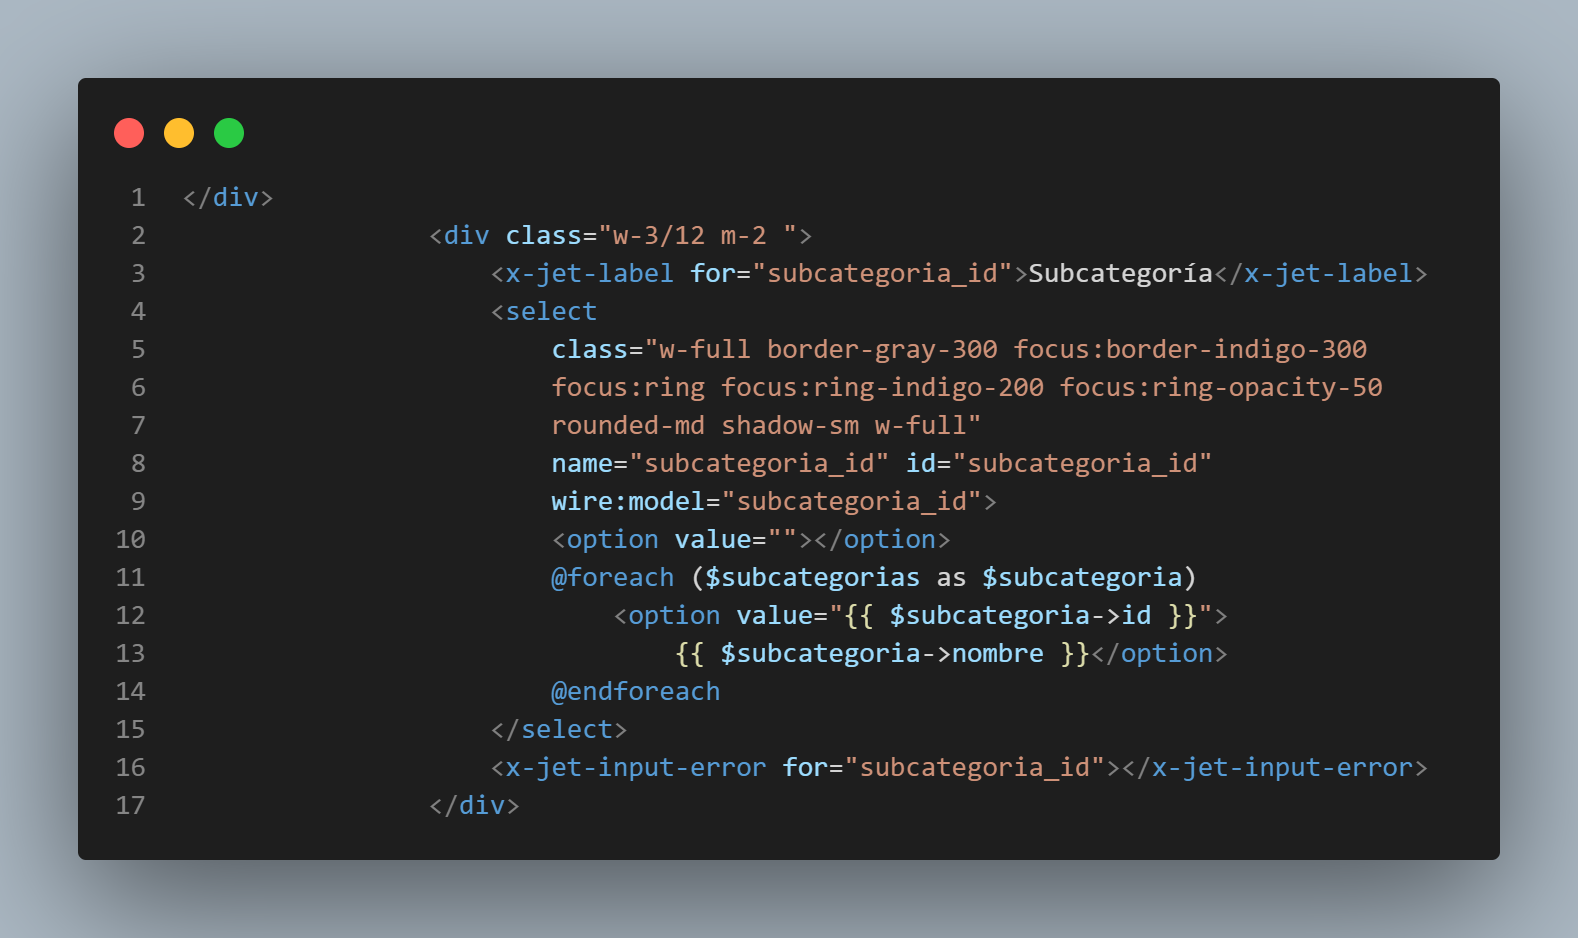 1 </div>
2 <div class="w-3/12 m-2 ">
3 <x-jet-label for="subcategoria_id">Subcategoría</x-jet-label>
4 <select
5 class="w-full border-gray-300 focus:border-indigo-300
6 focus:ring focus:ring-indigo-200 focus:ring-opacity-50
7 rounded-md shadow-sm w-full"
8 name="subcategoria_id" id="subcategoria_id"
9 wire:model="subcategoria_id">
10 <option value=""></option>
11 @foreach ($subcategorias as $subcategoria)
12 <option value="{{ $subcategoria->id }}">
13 {{ $subcategoria->nombre }}</option>
14 @endforeach
15 </select>
16 <x-jet-input-error for="subcategoria_id"></x-jet-input-error>
17 </div>